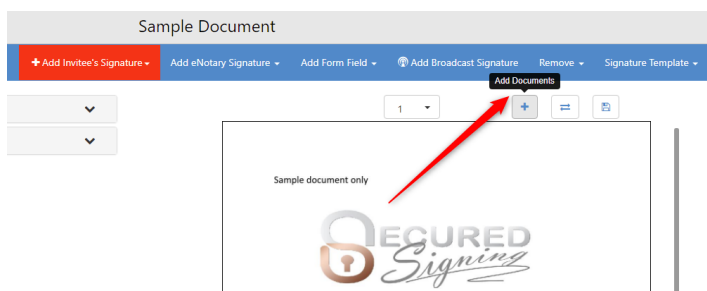 Sample Document
Add Invitee's Signature
Add eNotary Signature
Add Form Field
Add Broadcast Signature
Remove
Signature Template
Add Documents
1
Sample document only
SECURED
Signing